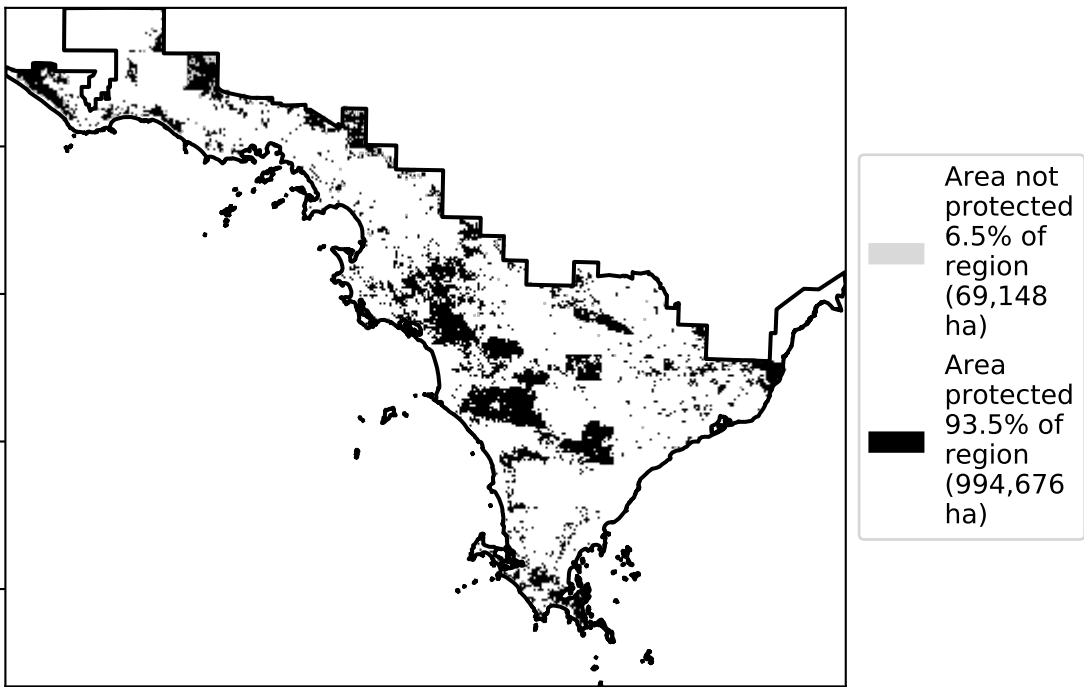 Area not
protected
6.5% of
region
(69,148
ha)
Area
protected
93.5% of
region
(994,676
ha)